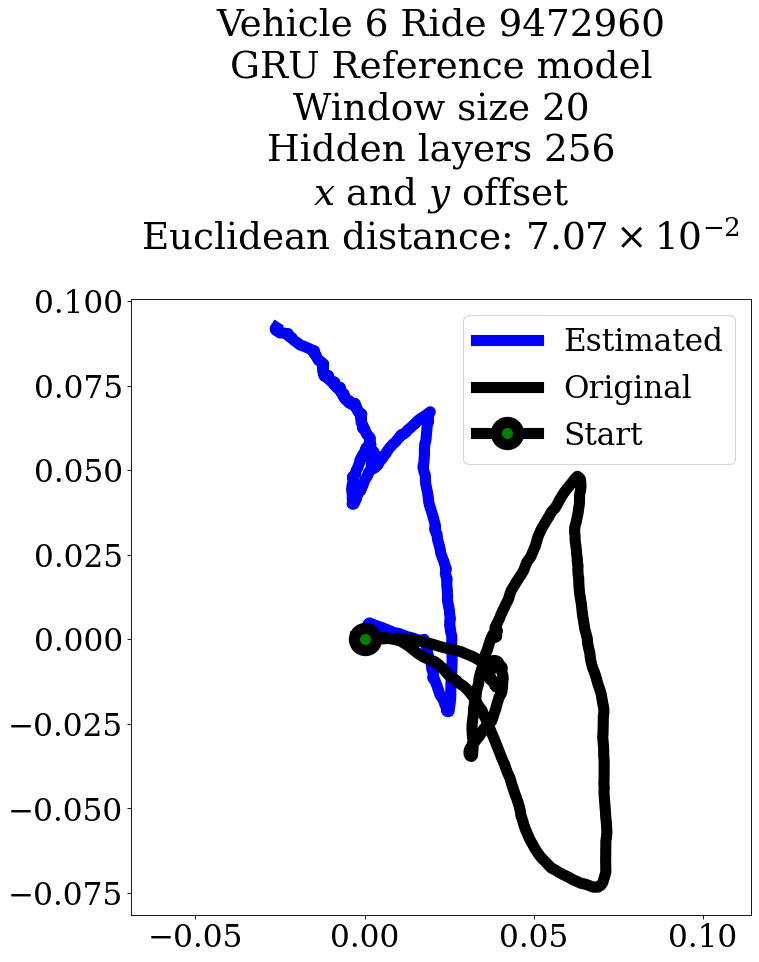 Vehicle 6 Ride 9472960
GRU Reference model
Window size 20
Hidden layers 256
x and y offset
Euclidean distance: 7.07 × 10⁻²
0.100
0.075
0.050
0.025
0.000
−0.025
−0.050
−0.075
Estimated
Original
Start
−0.05
0.00
0.05
0.10